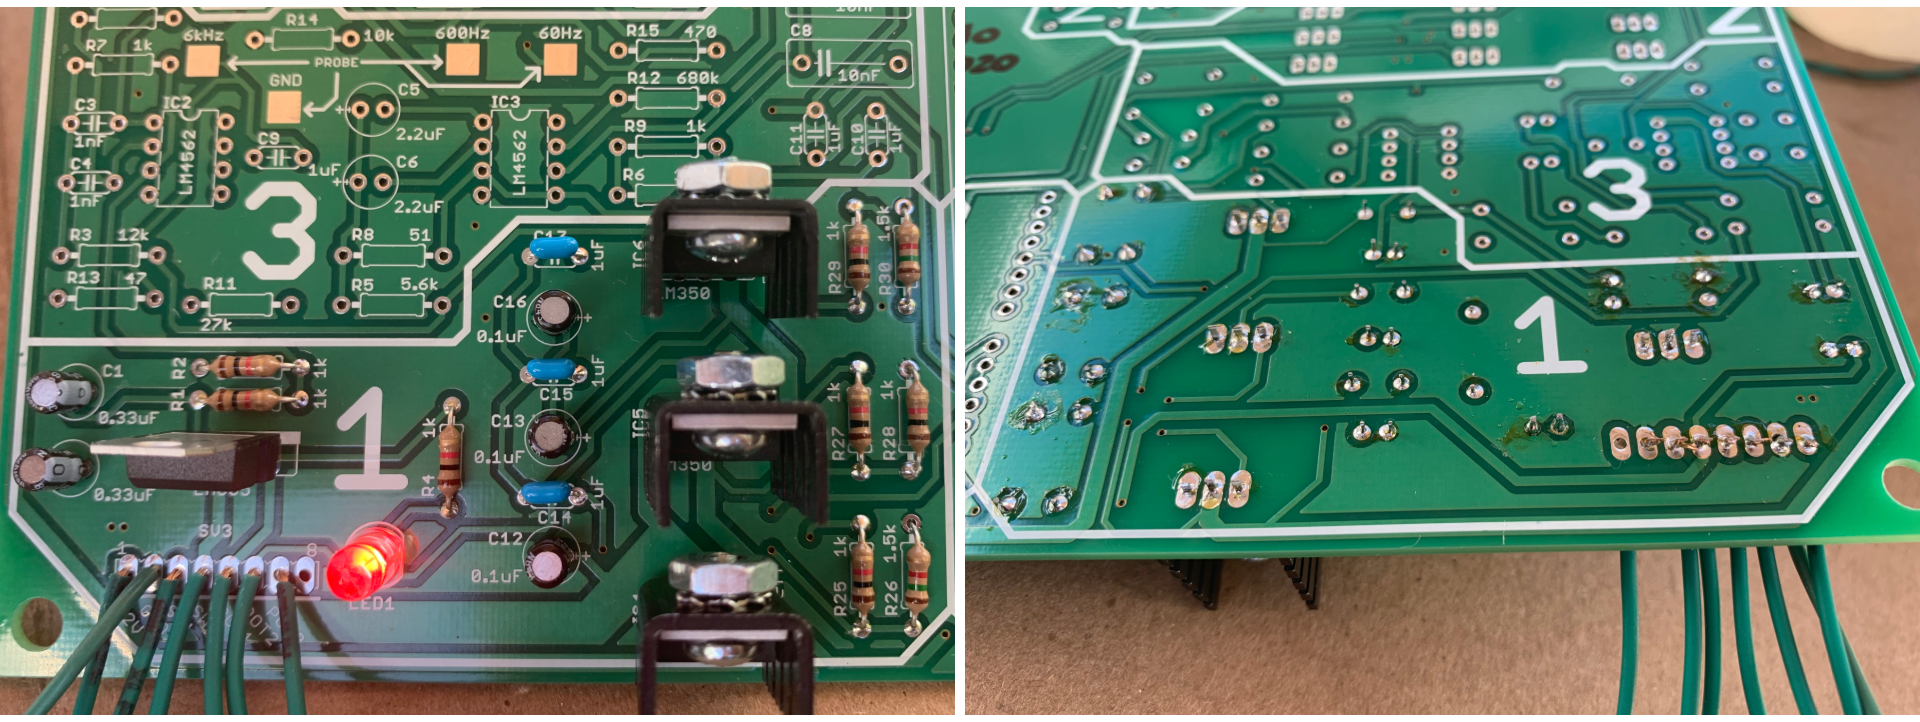 10nF
R14
R7 1k
6kHz
10k
600Hz
60Hz
R15 470
C8
PROBE
GND
R12 680k
10nF
C3
IC2
C5
IC3
1nF
LM4562
C9
2.2uF
LM4562
R9 1k
C11
1uF
C10
1uF
C4
1uF
C6
R6
1nF
3
2.2uF
R3 12k
R8 51
C17
1uF
R29
1k
R30
1.5k
R13 47
R11
R5 5.6k
27k
C16
0.1uF
LM350
R2
1k
C1
R1
1k
0.33uF
1
1k
R4
1uF
C15
C13
0.1uF
IC5
R27
1k
R28
1k
0.33uF
1uF
C14
SV3
1
8
C12
0.1uF
LED1
R25
1k
R26
1.5k
2
2
3
1